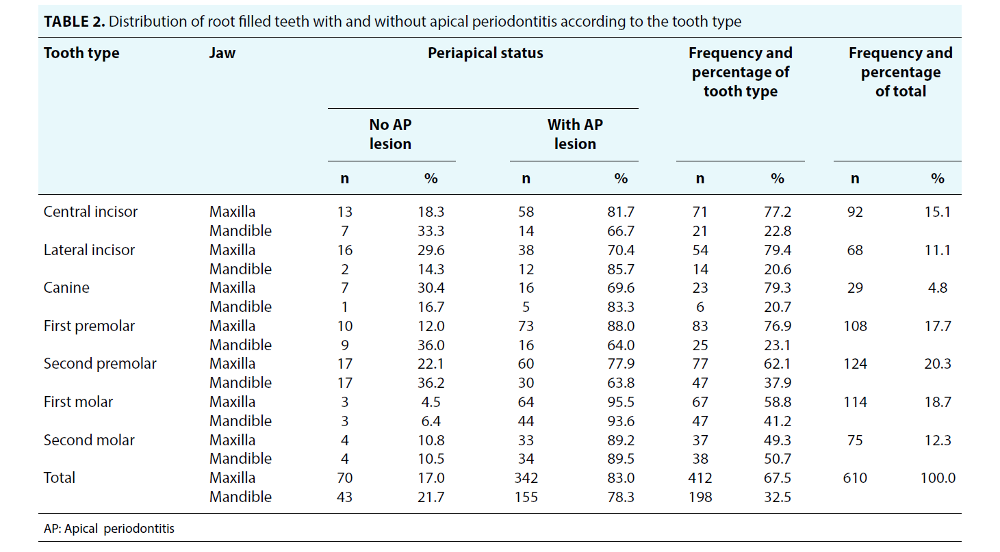 TABLE 2. Distribution of root filled teeth with and without apical periodontitis according to the tooth type
Tooth type Jaw Periapical status Frequency and Frequency and
percentage of percentage
tooth type of total
No AP With AP
lesion lesion
n % n % n % n %
Central incisor Maxilla 13 18.3 58 81.7 71 77.2 92 15.1
Mandible 7 33.3 14 66.7 21 22.8
Lateral incisor Maxilla 16 29.6 38 70.4 54 79.4 68 11.1
Mandible 2 14.3 12 85.7 14 20.6
Canine Maxilla 7 30.4 16 69.6 23 79.3 29 4.8
Mandible 1 16.7 5 83.3 6 20.7
First premolar Maxilla 10 12.0 73 88.0 83 76.9 108 17.7
Mandible 9 36.0 16 64.0 25 23.1
Second premolar Maxilla 17 22.1 60 77.9 77 62.1 124 20.3
Mandible 17 36.2 30 63.8 47 37.9
First molar Maxilla 3 4.5 64 95.5 67 58.8 114 18.7
Mandible 3 6.4 44 93.6 47 41.2
Second molar Maxilla 4 10.8 33 89.2 37 49.3 75 12.3
Mandible 4 10.5 34 89.5 38 50.7
Total Maxilla 70 17.0 342 83.0 412 67.5 610 100.0
Mandible 43 21.7 155 78.3 198 32.5
AP: Apical periodontitis